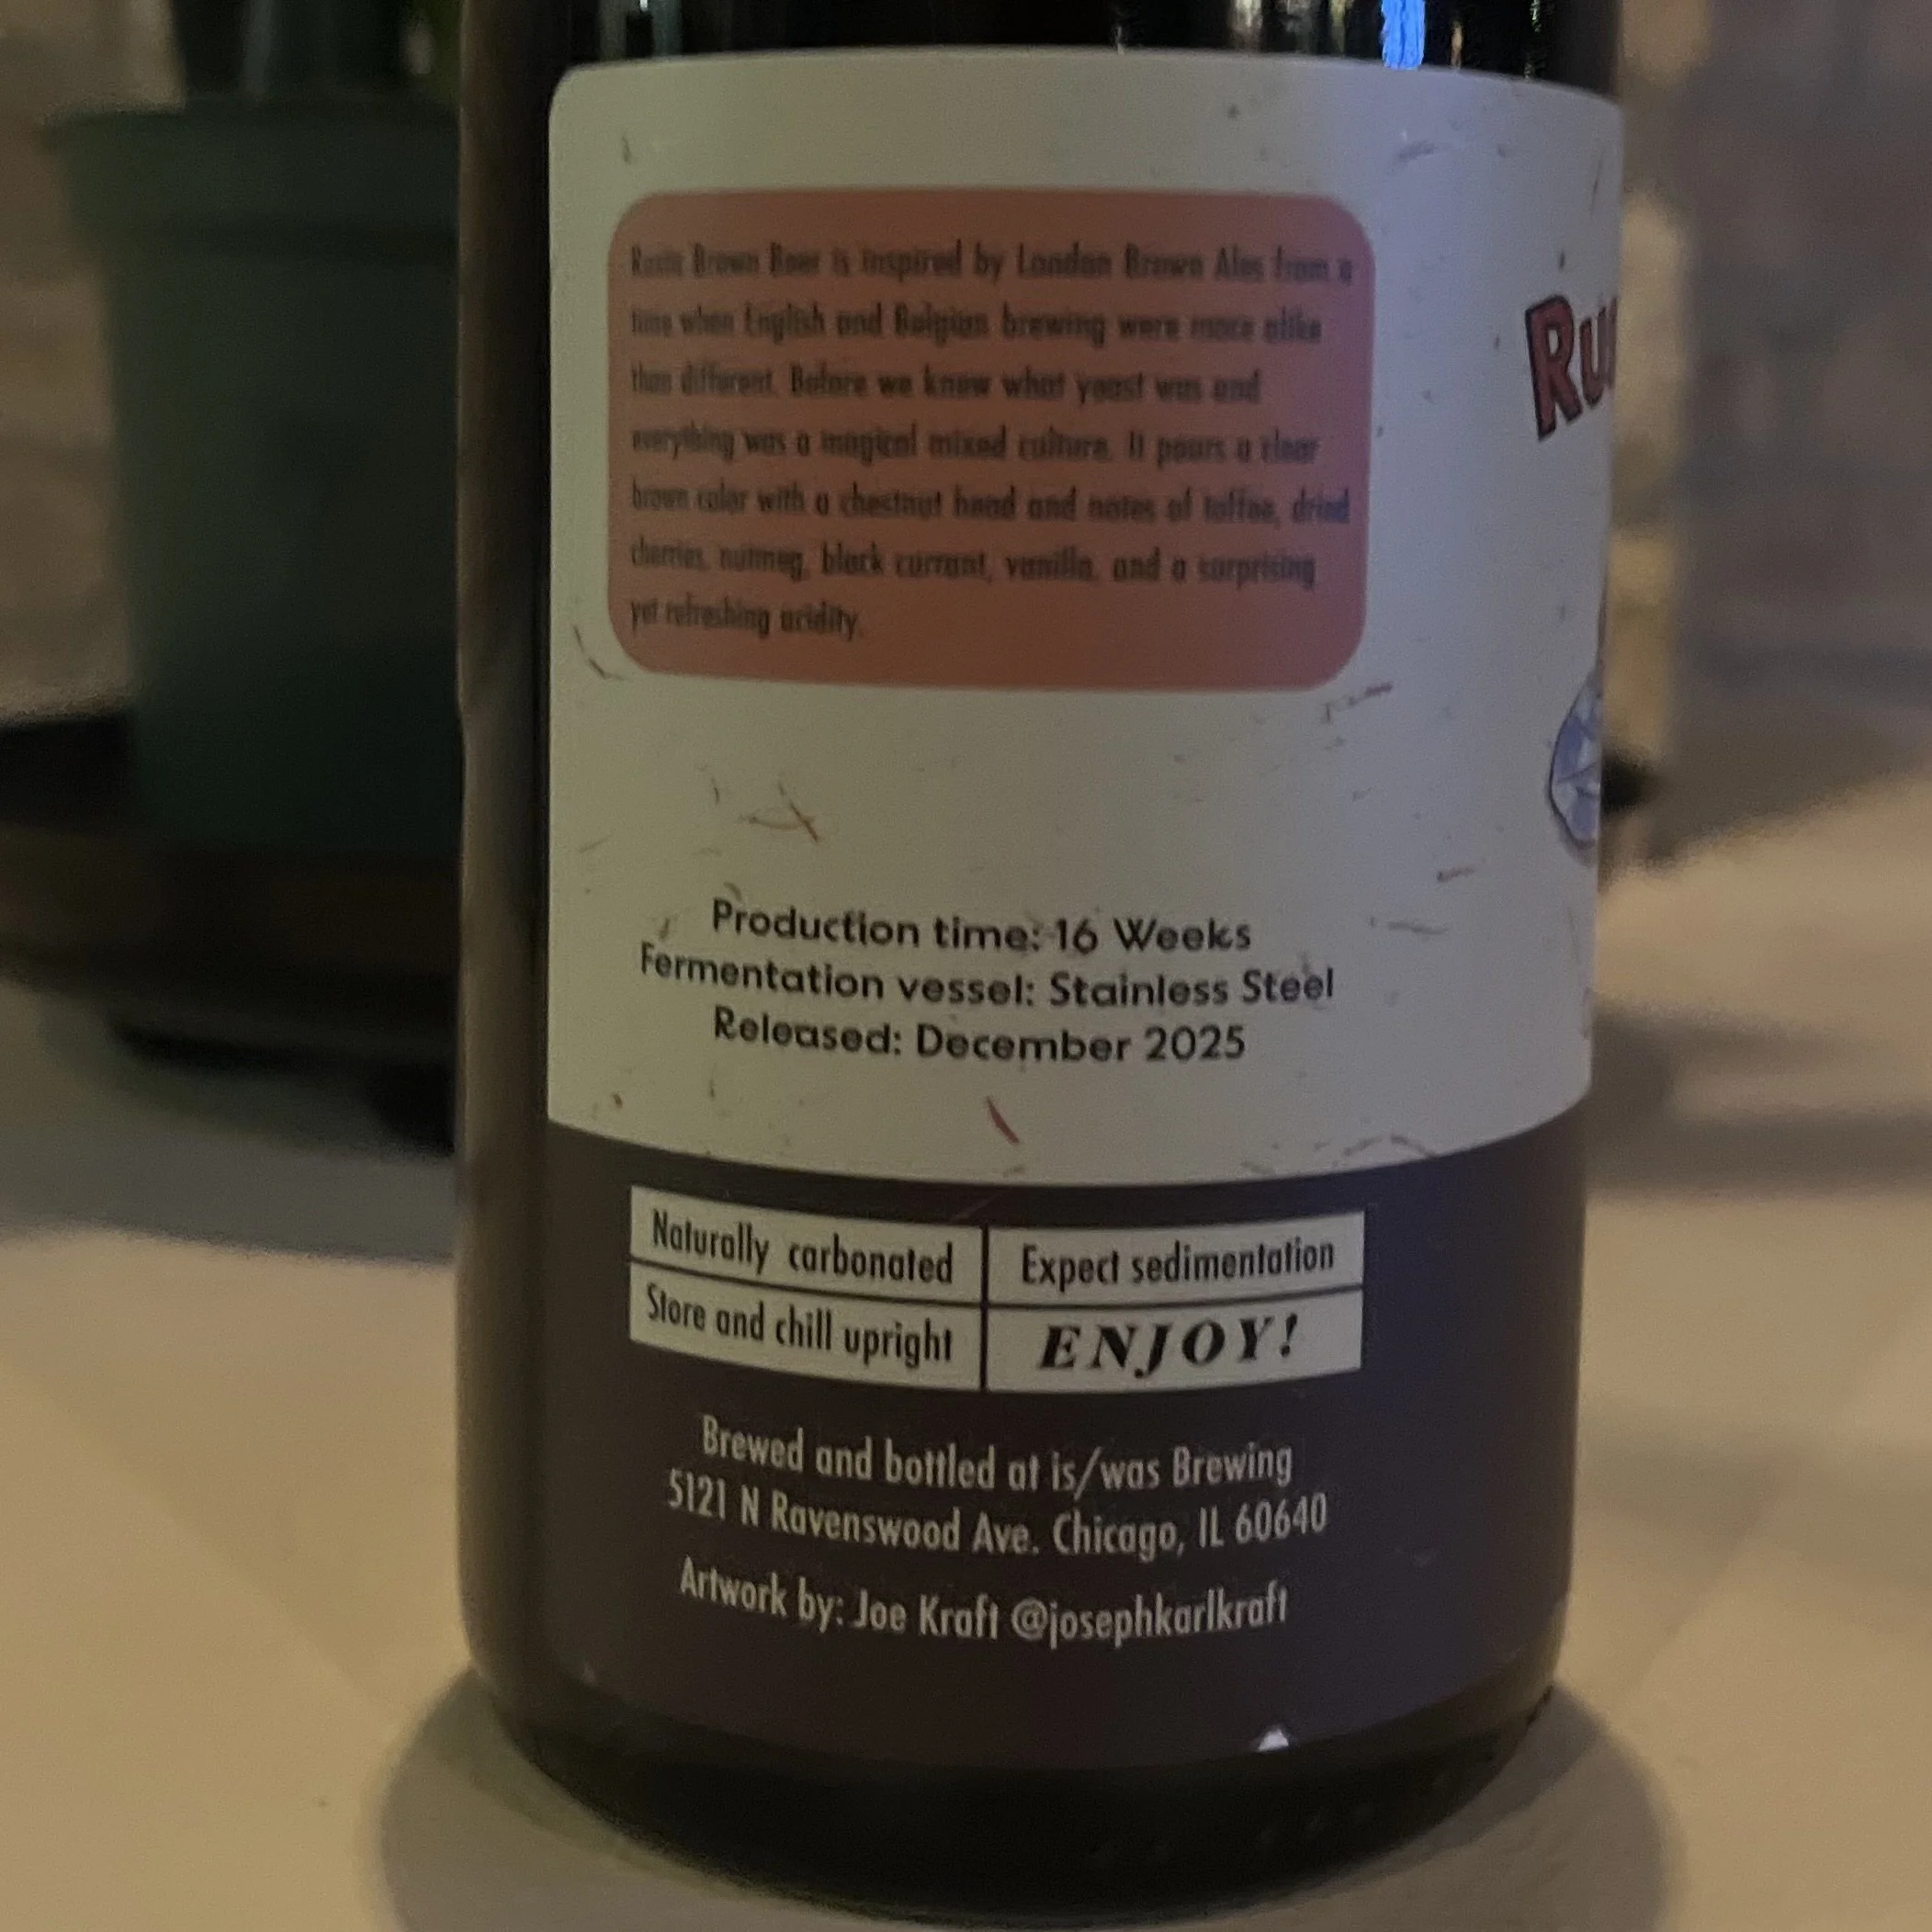 Rustic Brown Beer is inspired by London Brown Ales from a
time when English and Belgian brewing were more alike
than different. Before we knew what yeast was and
everything was a magical mixed culture. It pours a clear
brown color with a chestnut head and notes of toffee, dried
cherries, nutmeg, black currant, vanilla, and a surprising
yet refreshing acidity.
Production time: 16 Weeks
Fermentation vessel: Stainless Steel
Released: December 2025
Naturally carbonated
Expect sedimentation
Store and chill upright
ENJOY!
Brewed and bottled at is/was Brewing
5121 N Ravenswood Ave. Chicago, IL 60640
Artwork by: Joe Kraft @josephkarlkraft